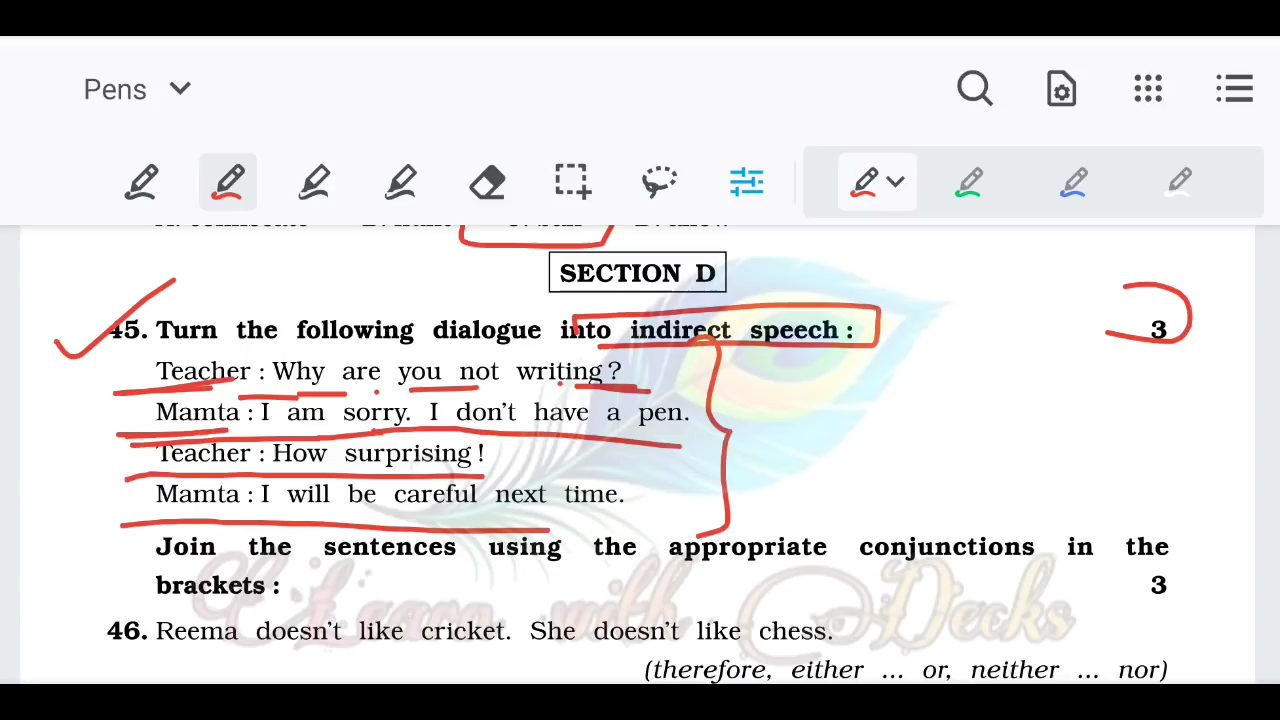 Pens
SECTION D
45. Turn the following dialogue into indirect speech : 3
Teacher : Why are you not writing ?
Mamta : I am sorry. I don't have a pen.
Teacher : How surprising !
Mamta : I will be careful next time.
Join the sentences using the appropriate conjunctions in the
brackets : 3
46. Reema doesn't like cricket. She doesn't like chess.
(therefore, either ... or, neither ... nor)
Learn with Decks